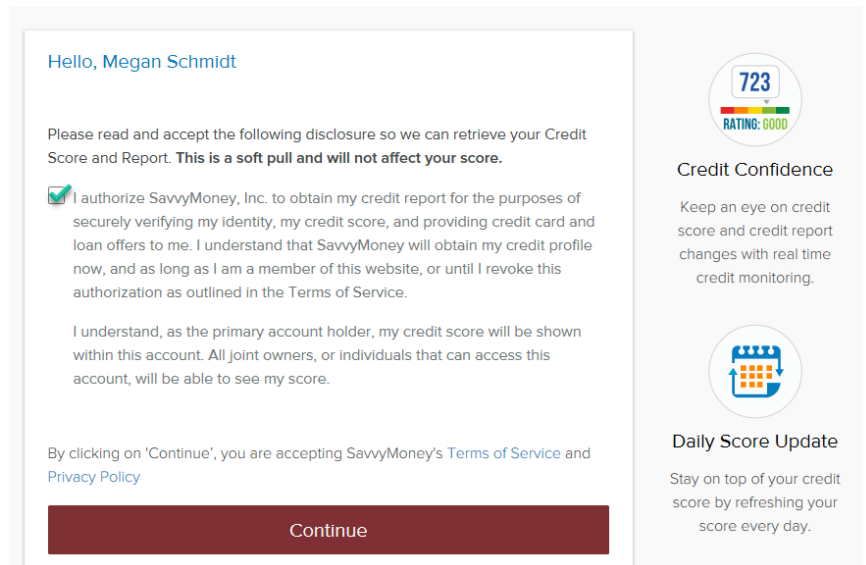 Hello, Megan Schmidt
Please read and accept the following disclosure so we can retrieve your Credit
Score and Report. This is a soft pull and will not affect your score.
I authorize SavvyMoney, Inc. to obtain my credit report for the purposes of
securely verifying my identity, my credit score, and providing credit card and
loan offers to me. I understand that SavvyMoney will obtain my credit profile
now, and as long as I am a member of this website, or until I revoke this
authorization as outlined in the Terms of Service.
I understand, as the primary account holder, my credit score will be shown
within this account. All joint owners, or individuals that can access this
account, will be able to see my score.
By clicking on 'Continue', you are accepting SavvyMoney's Terms of Service and
Privacy Policy
Continue
723
RATING: GOOD
Credit Confidence
Keep an eye on credit
score and credit report
changes with real time
credit monitoring.
Daily Score Update
Stay on top of your credit
score by refreshing your
score every day.